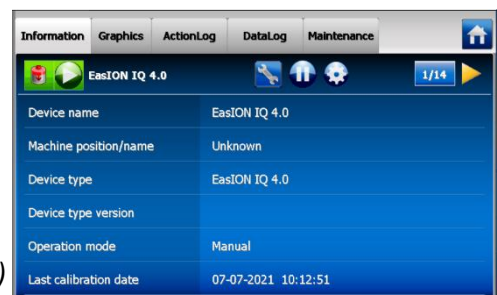 Information Graphics ActionLog DataLog Maintenance
EasION IQ 4.0 1/14
Device name EasION IQ 4.0
Machine position/name Unknown
Device type EasION IQ 4.0
Device type version
Operation mode Manual
)
Last calibration date 07-07-2021 10:12:51